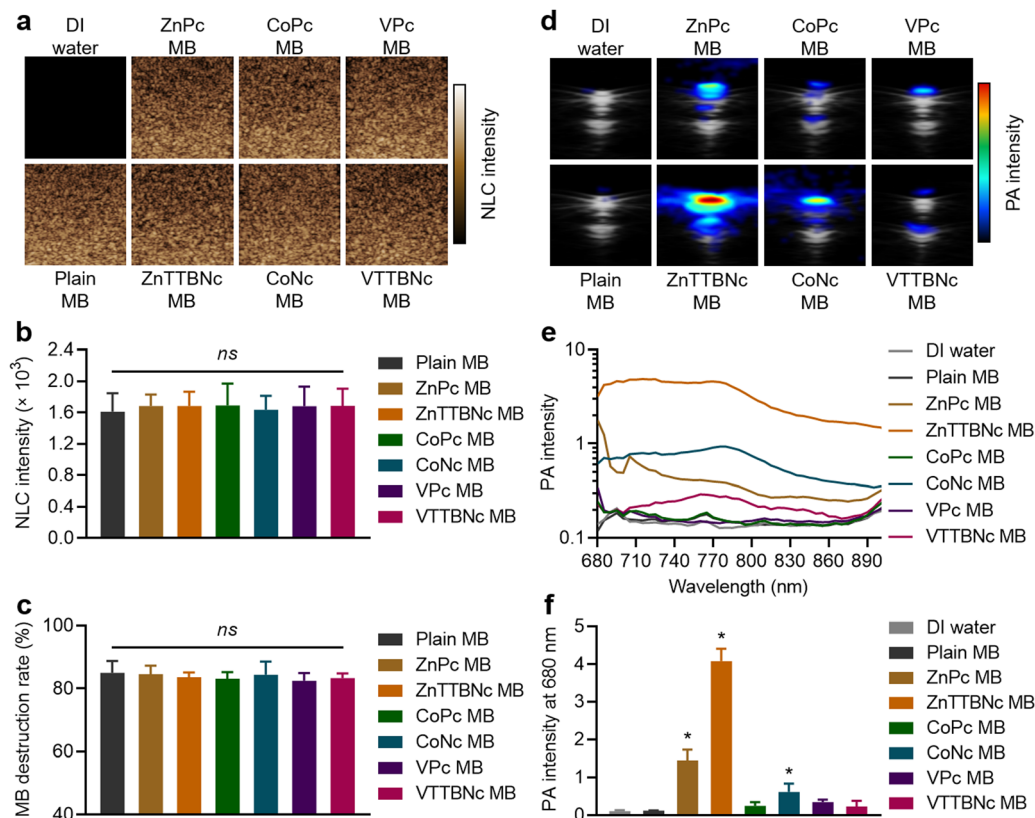 a
DI water
ZnPc MB
CoPc MB
VPc MB
NLC intensity
Plain MB
ZnTTBNc MB
CoNc MB
VTTBNc MB
b
ns
2.4
2.0
1.6
1.2
0.8
0.4
0.0
NLC intensity (× 10³)
Plain MB
ZnPc MB
ZnTTBNc MB
CoPc MB
CoNc MB
VPc MB
VTTBNc MB
c
ns
100
80
60
40
MB destruction rate (%)
Plain MB
ZnPc MB
ZnTTBNc MB
CoPc MB
CoNc MB
VPc MB
VTTBNc MB
d
DI water
ZnPc MB
CoPc MB
VPc MB
PA intensity
Plain MB
ZnTTBNc MB
CoNc MB
VTTBNc MB
e
10
1
0.1
PA intensity
680 710 740 770 800 830 860 890
Wavelength (nm)
DI water
Plain MB
ZnPc MB
ZnTTBNc MB
CoPc MB
CoNc MB
VPc MB
VTTBNc MB
f
5
4
3
2
1
0
PA intensity at 680 nm
*
*
*
DI water
Plain MB
ZnPc MB
ZnTTBNc MB
CoPc MB
CoNc MB
VPc MB
VTTBNc MB